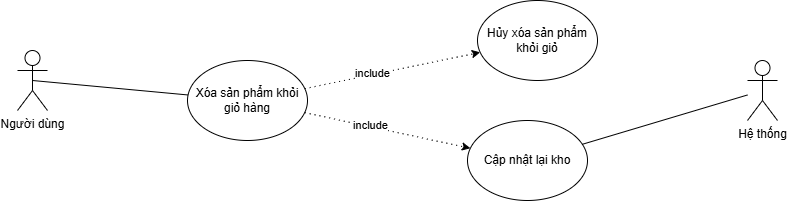 Hủy xóa sản phẩm
khỏi giỏ
include
Xóa sản phẩm khỏi
giỏ hàng
Người dùng
include
Hệ thống
Cập nhật lại kho